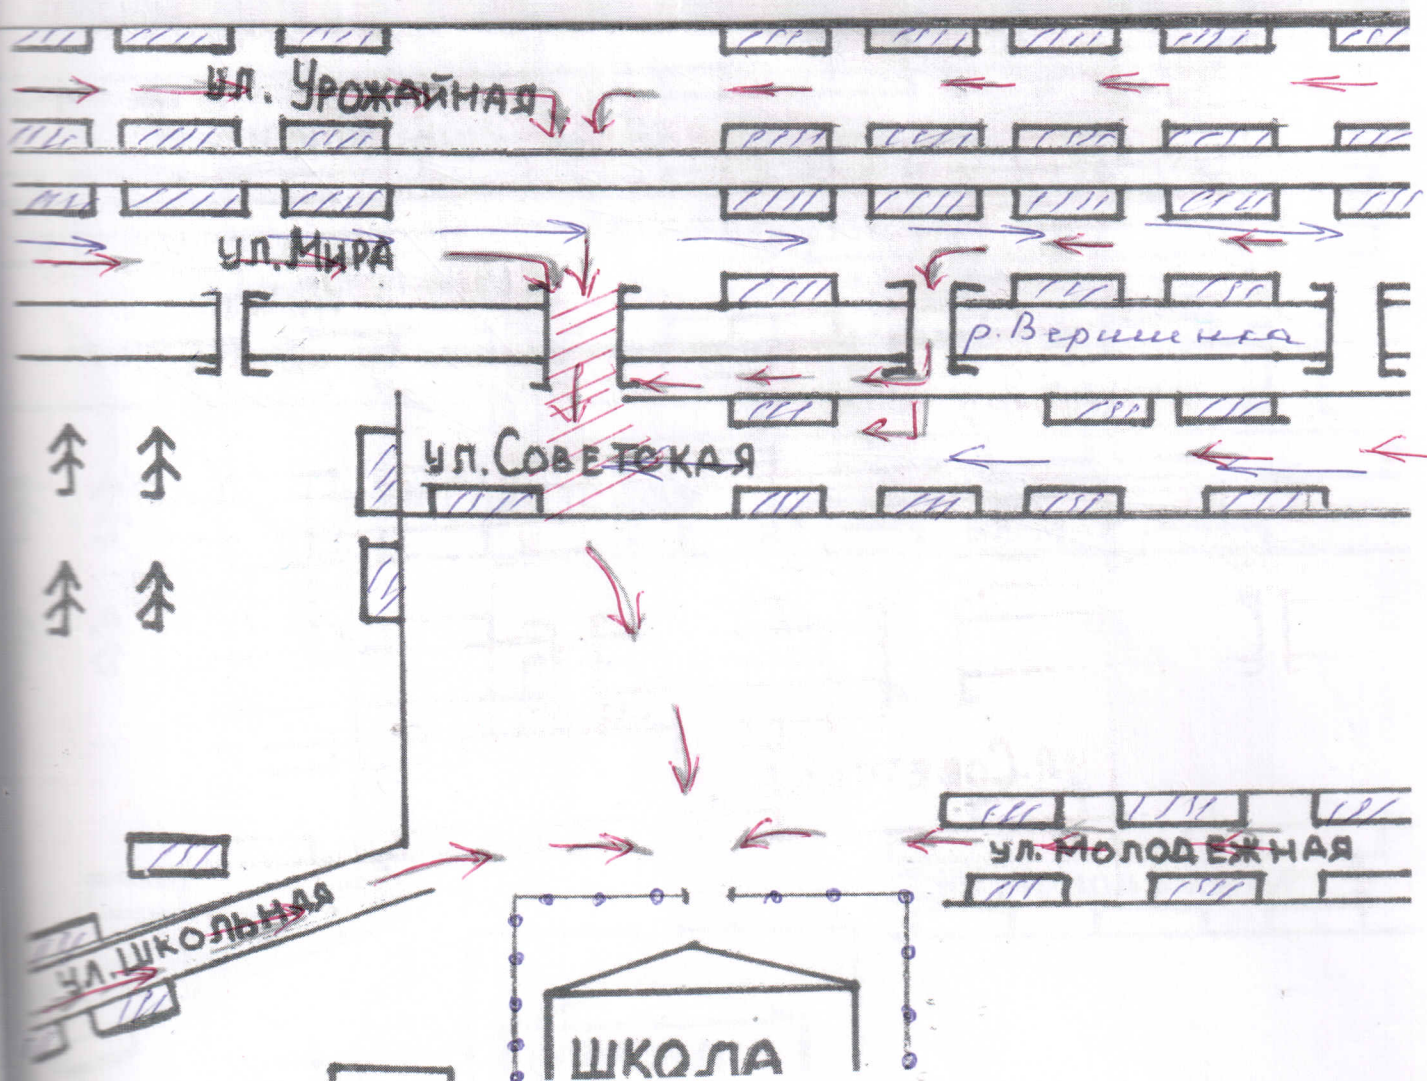 ул. Урожайная
ул. Мира
р. Вершинка
ул. Советская
ул. Молодежная
ул. Школьная
Школа